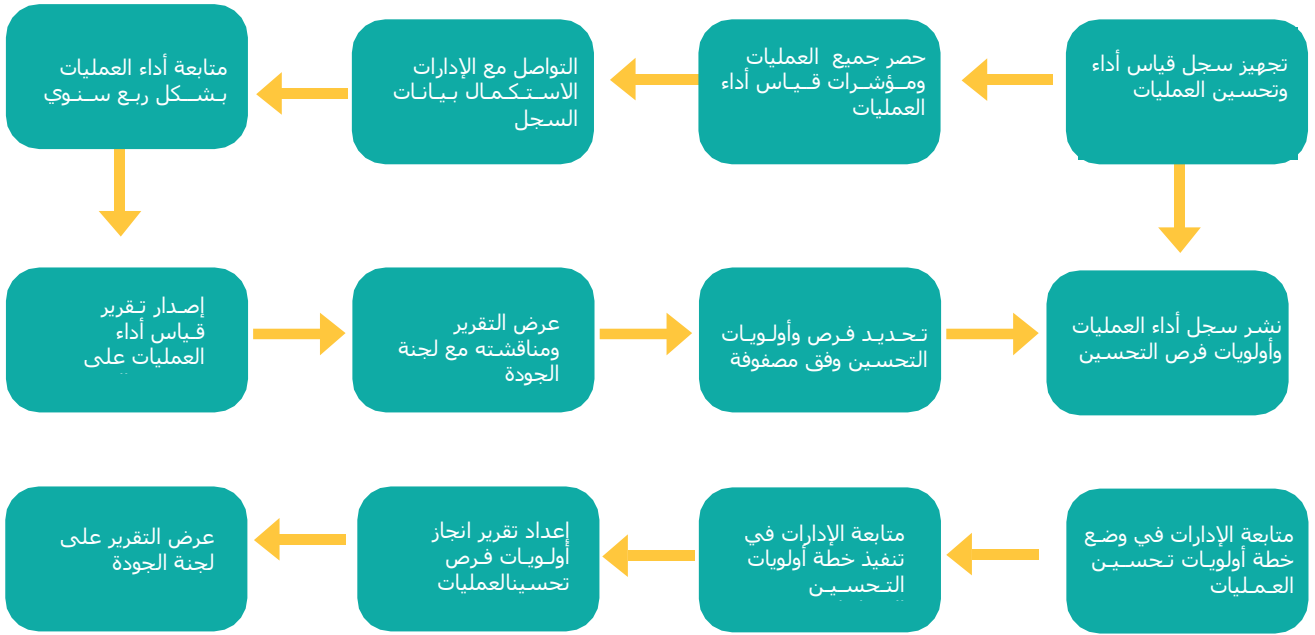 تجهيز سجل قياس أداء
وتحسين العمليات
حصر جميع العمليات
ومؤشرات قياس أداء
العمليات
التواصل مع الإدارات
الاستكمال بيانات
السجل
متابعة أداء العمليات
بشكل ربع سنوي
إصدار تقرير
قياس أداء
العمليات على
عرض التقرير
ومناقشته مع لجنة
الجودة
تحديد فرص وأولويات
التحسين وفق مصفوفة
نشر سجل أداء العمليات
وأولويات فرص التحسين
متابعة الإدارات في وضع
خطة أولويات تحسين
العمليات
متابعة الإدارات في
تنفيذ خطة أولويات
التحسين
إعداد تقرير انجاز
أولويات فرص
تحسينالعمليات
عرض التقرير على
لجنة الجودة